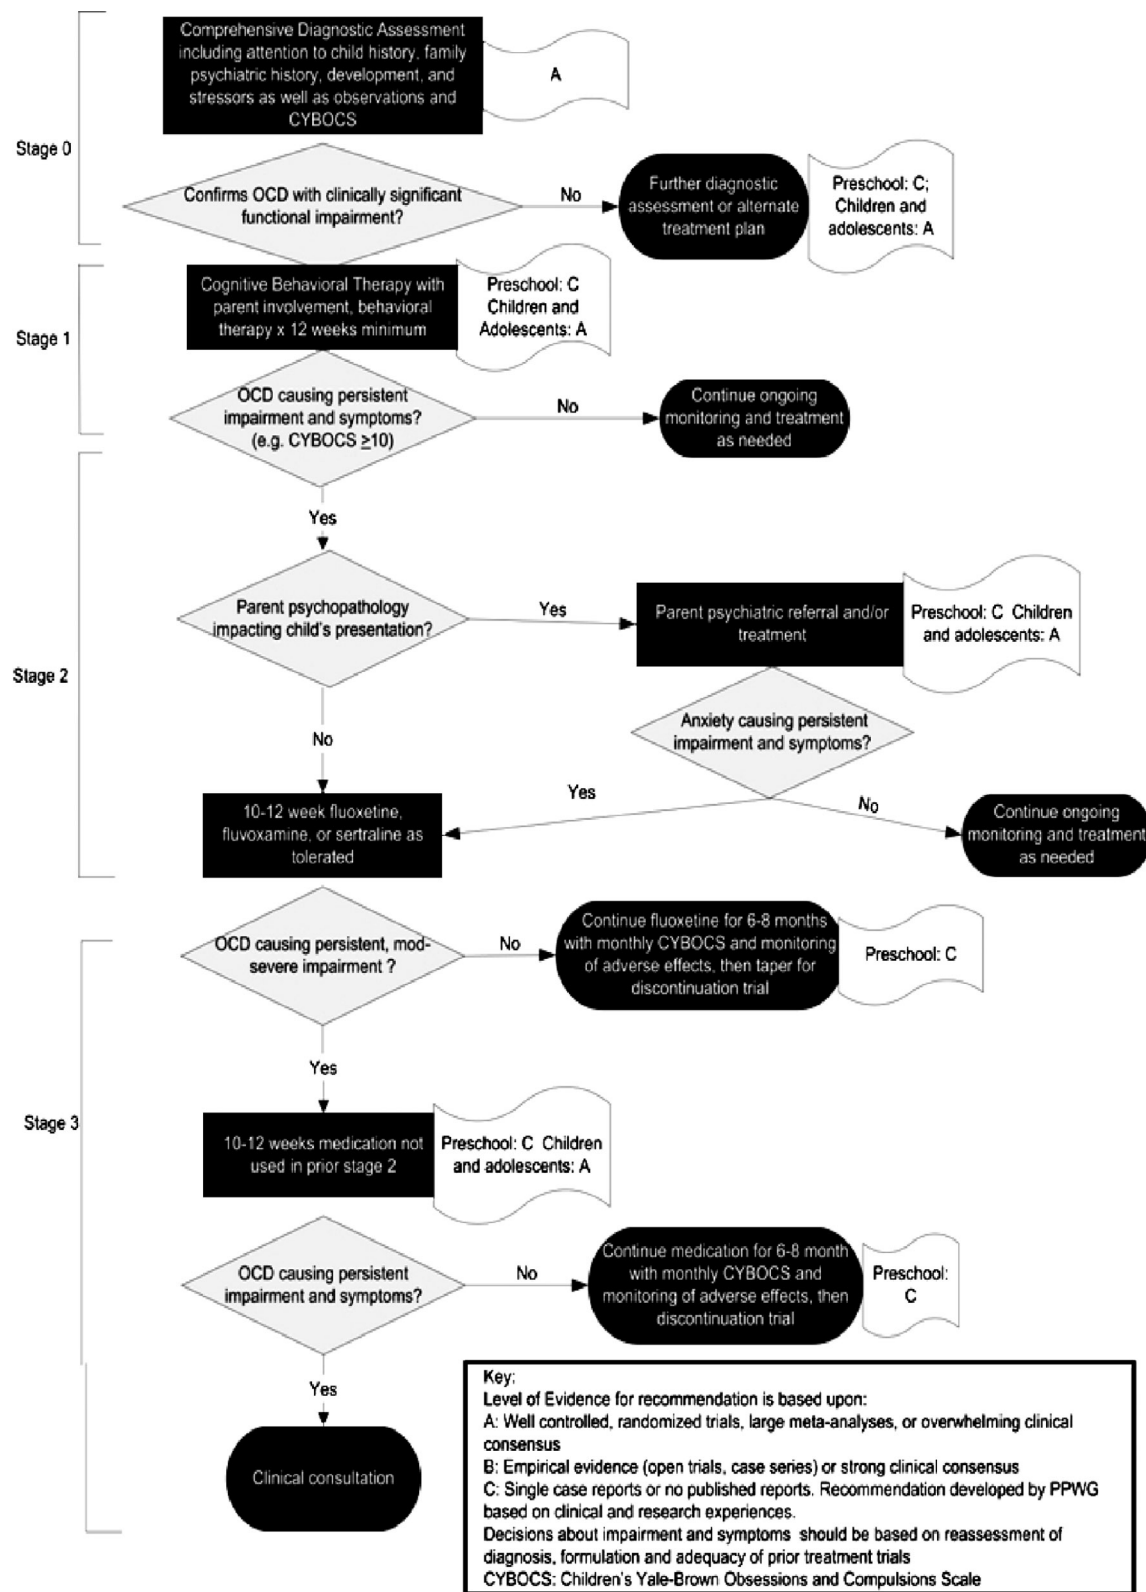 Comprehensive Diagnostic Assessment
including attention to child history, family
psychiatric history, development, and
stressors as well as observations and
CYBOCS
A
Stage 0
Confirms OCD with clinically significant
functional impairment?
No
Further diagnostic
assessment or alternate
treatment plan
Preschool: C;
Children and
adolescents: A
Stage 1
Cognitive Behavioral Therapy with
parent involvement, behavioral
therapy x 12 weeks minimum
Preschool: C
Children and
Adolescents: A
OCD causing persistent
impairment and symptoms?
(e.g. CYBOCS ≥10)
No
Continue ongoing
monitoring and treatment
as needed
Yes
Stage 2
Parent psychopathology
impacting child's presentation?
Yes
Parent psychiatric referral and/or
treatment
Preschool: C Children
and adolescents: A
Anxiety causing persistent
impairment and symptoms?
No
Yes
No
10-12 week fluoxetine,
fluvoxamine, or sertraline as
tolerated
Continue ongoing
monitoring and treatment
as needed
Stage 3
OCD causing persistent, mod-
severe impairment ?
No
Continue fluoxetine for 6-8 months
with monthly CYBOCS and monitoring
of adverse effects, then taper for
discontinuation trial
Preschool: C
Yes
10-12 weeks medication not
used in prior stage 2
Preschool: C Children
and adolescents: A
OCD causing persistent
impairment and symptoms?
No
Continue medication for 6-8 month
with monthly CYBOCS and
monitoring of adverse effects, then
discontinuation trial
Preschool:
C
Yes
Clinical consultation
Key:
Level of Evidence for recommendation is based upon:
A: Well controlled, randomized trials, large meta-analyses, or overwhelming clinical
consensus
B: Empirical evidence (open trials, case series) or strong clinical consensus
C: Single case reports or no published reports. Recommendation developed by PPWG
based on clinical and research experiences.
Decisions about impairment and symptoms should be based on reassessment of
diagnosis, formulation and adequacy of prior treatment trials
CYBOCS: Children's Yale-Brown Obsessions and Compulsions Scale